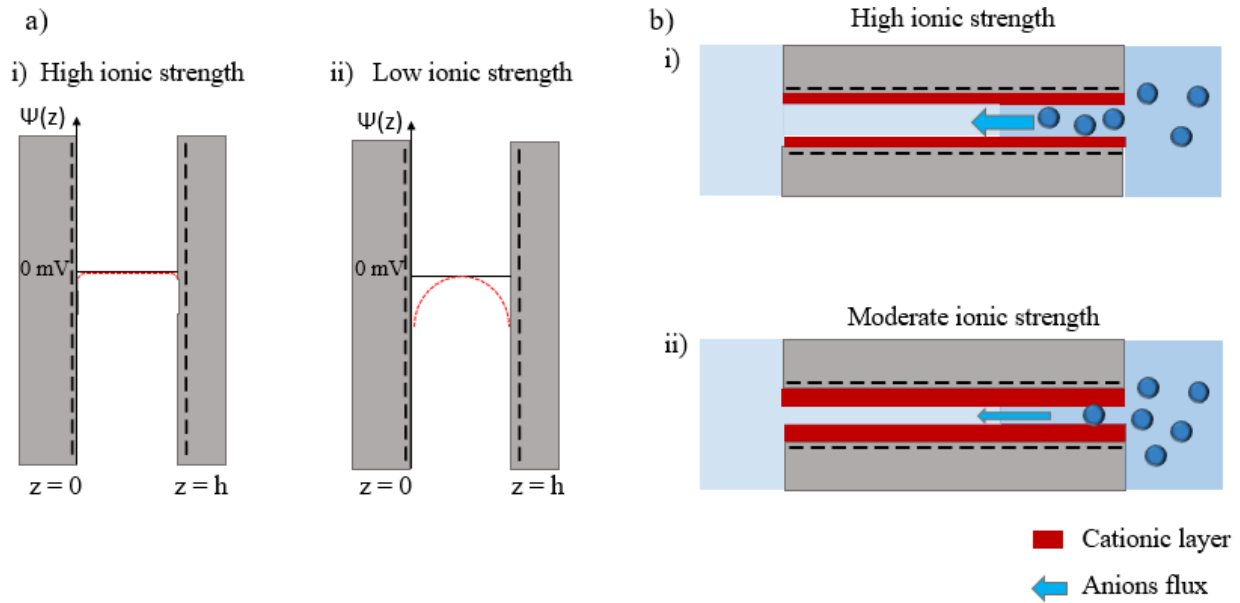 a)
i) High ionic strength
ii) Low ionic strength
Ψ(z)
Ψ(z)
0 mV
0 mV
z = 0
z = h
z = 0
z = h
b)
High ionic strength
i)
Moderate ionic strength
ii)
Cationic layer
Anions flux